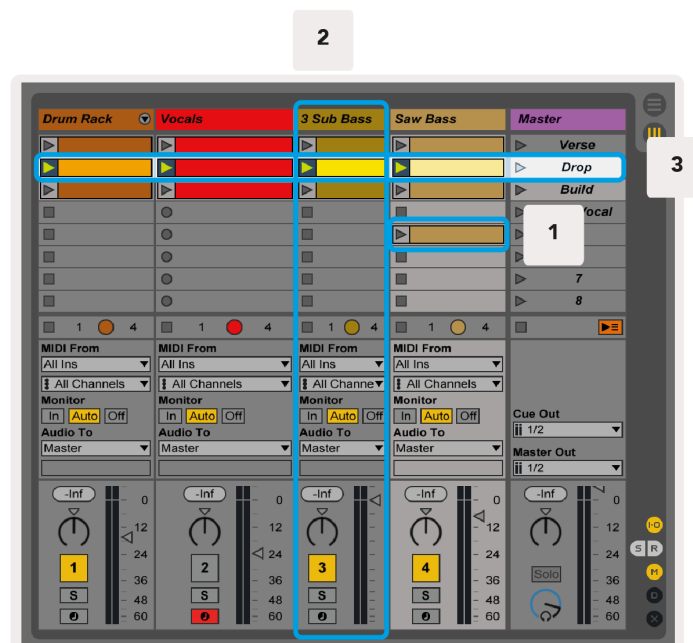 2
Drum Rack Vocals 3 Sub Bass Saw Bass Master
Verse
Drop 3
Build
ocal
1
7
8
1 4 1 4 1 4 1 4
MIDI From MIDI From MIDI From MIDI From
All Ins All Ins All Ins All Ins
All Channels All Channels All Channe All Channels
Monitor Monitor Monitor Monitor
In Auto Off In Auto Off In Auto Off In Auto Off Cue Out
Audio To Audio To Audio To Audio To ii 1/2
Master Master Master Master Master Out
ii 1/2
-Inf 0 -Inf 0 -Inf -Inf 0 -Inf 0
12 12 12 12 I·O
24 24 24 24 S R
1 2 3 4 Solo M
36 36 36 36
S 48 S 48 S S 48 48 D
60 60 60 60